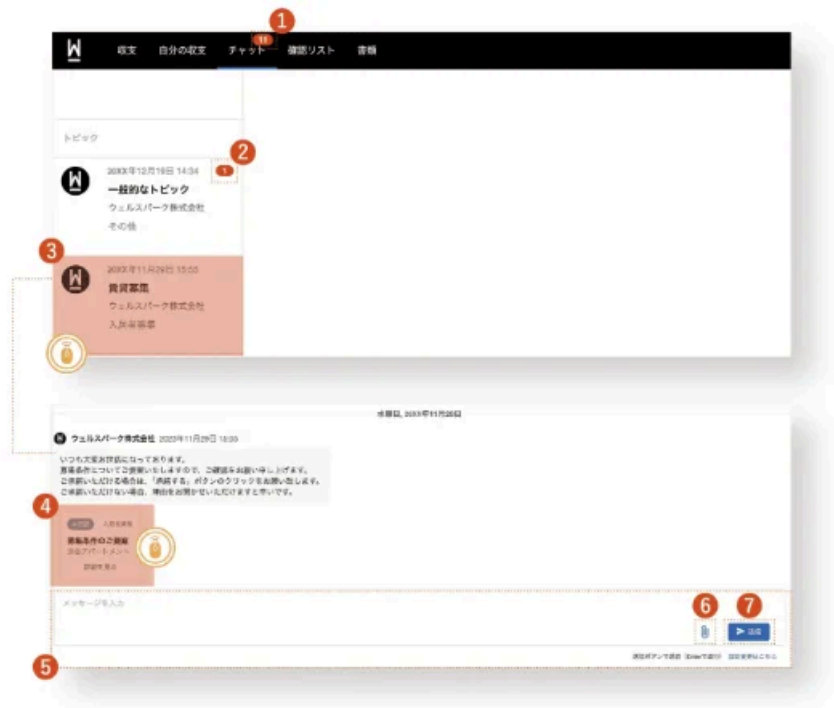 1
11
収支 自分の収支 チャット 確認リスト 書類
トピック
2
20XX年12月19日 14:34
1
一般的なトピック
ウェルスパーク株式会社
その他
3
20XX年11月29日
賃貸募集
ウェルスパーク株式会社
入居者募集
水曜日, 20XX年11月29日
ウェルスパーク株式会社 2023年11月29日
いつも大変お世話になっております。
募集条件についてご提案いたしますので、ご確認をお願い申し上げます。
ご承諾いただける場合は、「承諾する」ボタンのクリックをお願い致します。
ご承諾いただけない場合、理由をお聞かせいただけますと幸いです。
4
入居者募集
募集条件のご提案
詳細を見る
メッセージを入力
6
7
送信
5